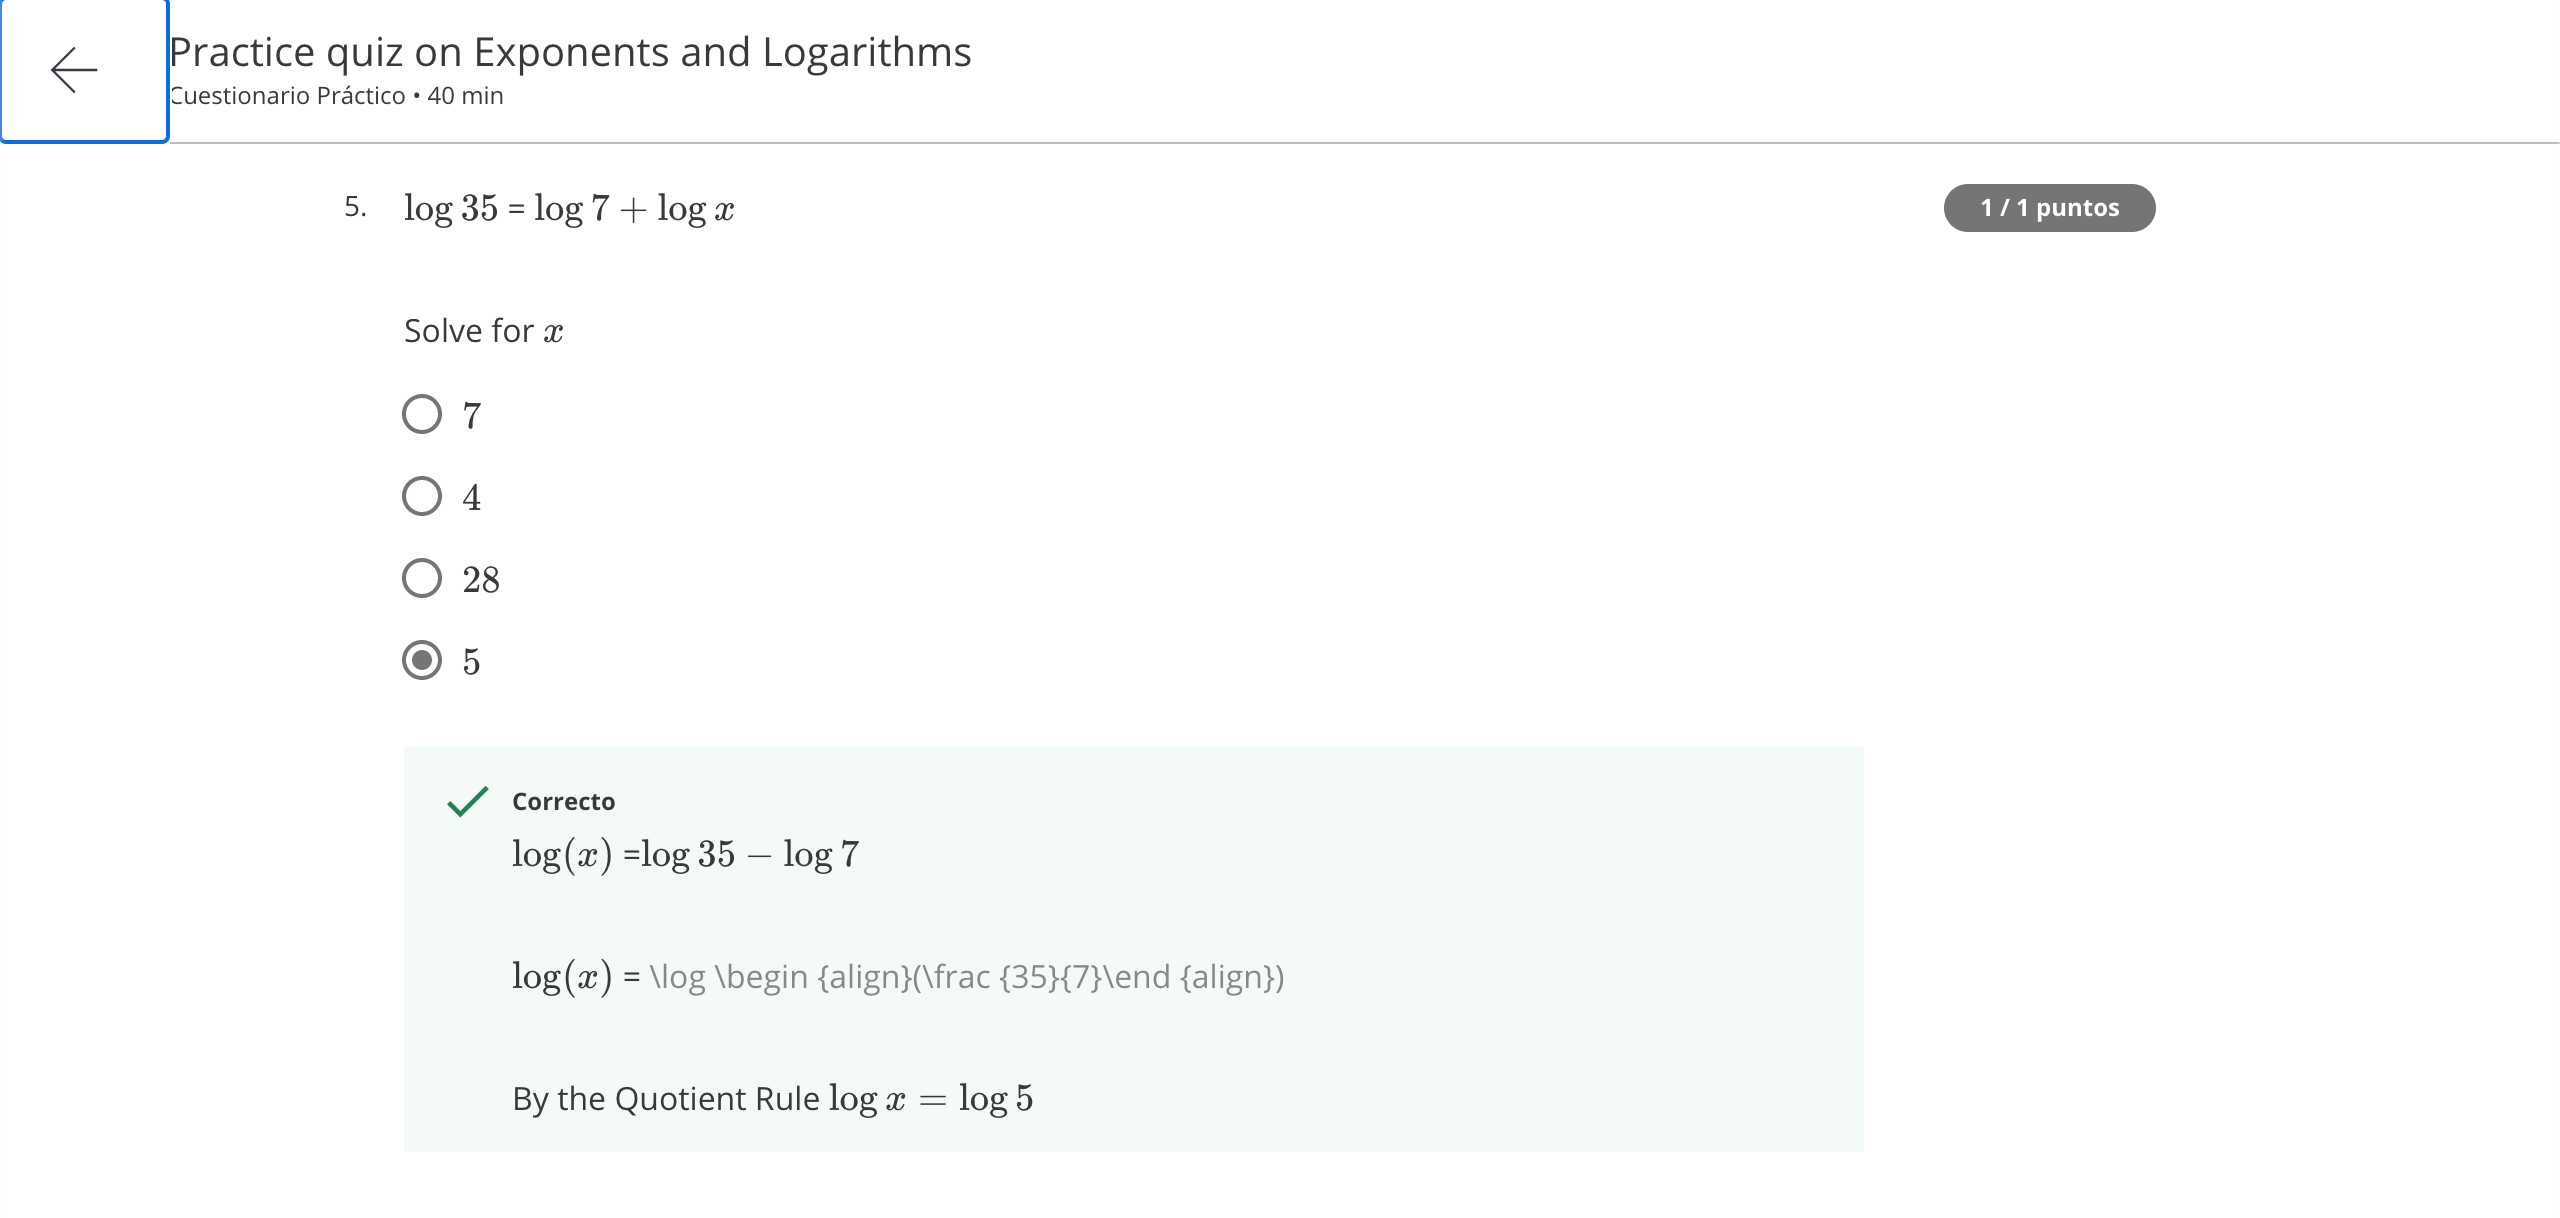 Practice quiz on Exponents and Logarithms
Cuestionario Práctico • 40 min
5. log 35 = log 7 + log x
1 / 1 puntos
Solve for x
7
4
28
5
Correcto
log(x) =log 35 − log 7
log(x) = \log \begin {align}(\frac {35}{7}\end {align})
By the Quotient Rule log x = log 5